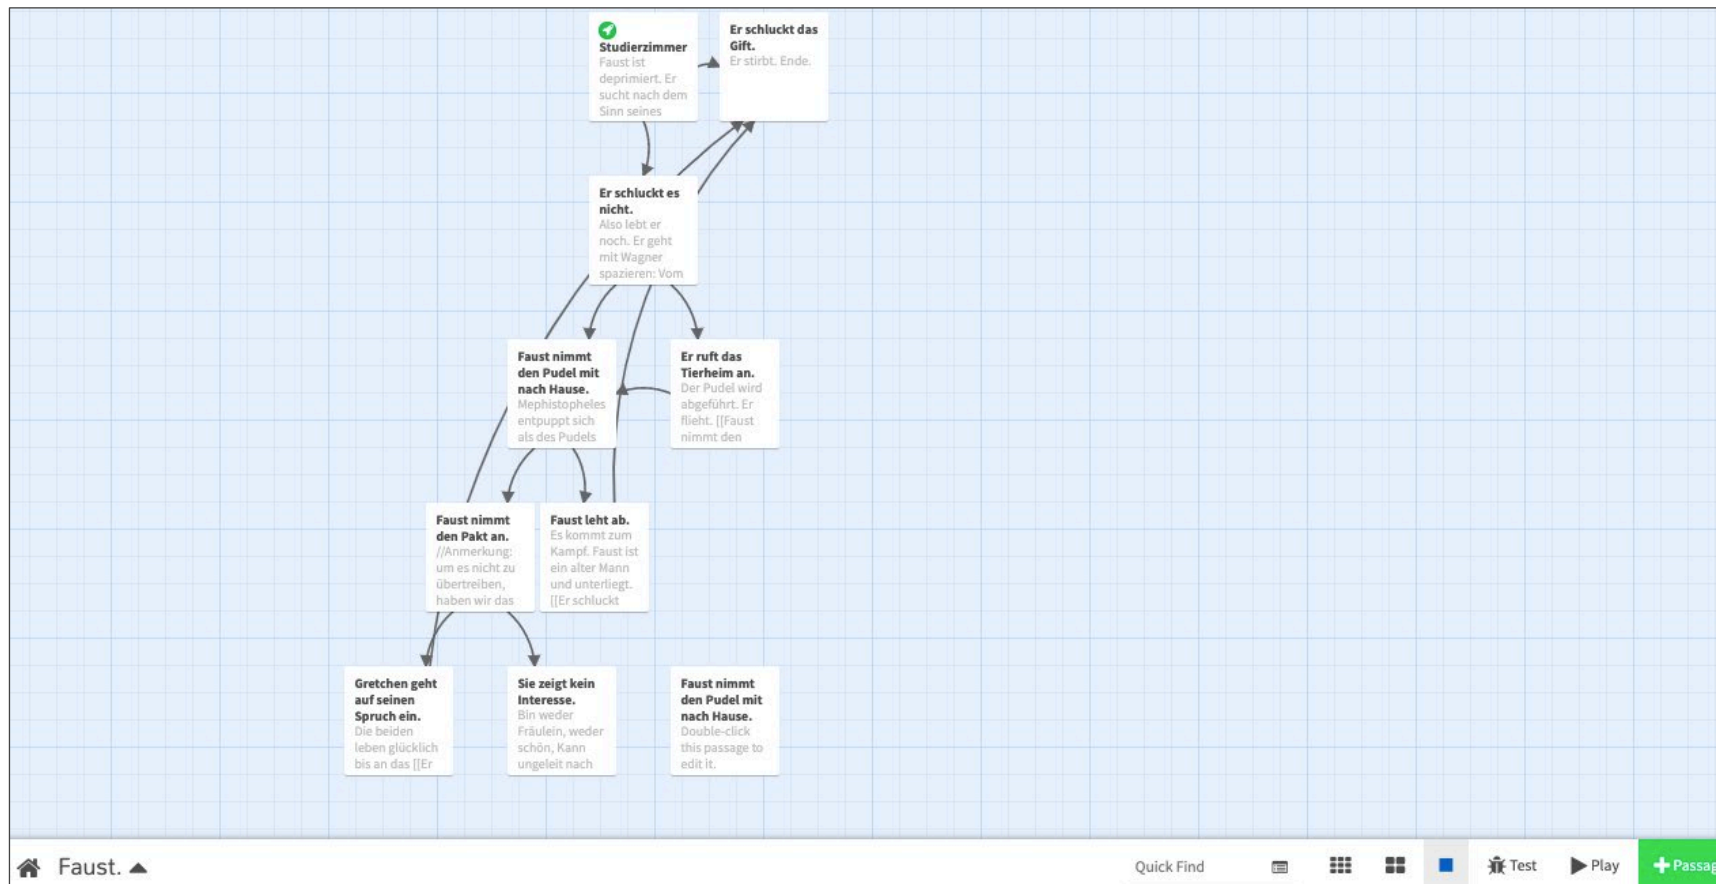 Studierzimmer
Faust ist
deprimiert. Er
sucht nach dem
Sinn seines
Er schluckt das
Gift.
Er stirbt. Ende.
Er schluckt es
nicht.
Also lebt er
noch. Er geht
mit Wagner
spazieren: Vom
Faust nimmt
den Pudel mit
nach Hause.
Mephistopheles
entpuppt sich
als des Pudels
Er ruft das
Tierheim an.
Der Pudel wird
abgeführt. Er
flieht. [[Faust
nimmt den
Faust nimmt
den Pakt an.
//Anmerkung:
um es nicht zu
übertreiben,
haben wir das
Faust leht ab.
Es kommt zum
Kampf. Faust ist
ein alter Mann
und unterliegt.
[[Er schluckt
Gretchen geht
auf seinen
Spruch ein.
Die beiden
leben glücklich
bis an das [[Er
Sie zeigt kein
Interesse.
Bin weder
Fräulein, weder
schön, Kann
ungeleit nach
Faust nimmt
den Pudel mit
nach Hause.
Double-click
this passage to
edit it.
Faust.
Quick Find
Test
Play
Passag